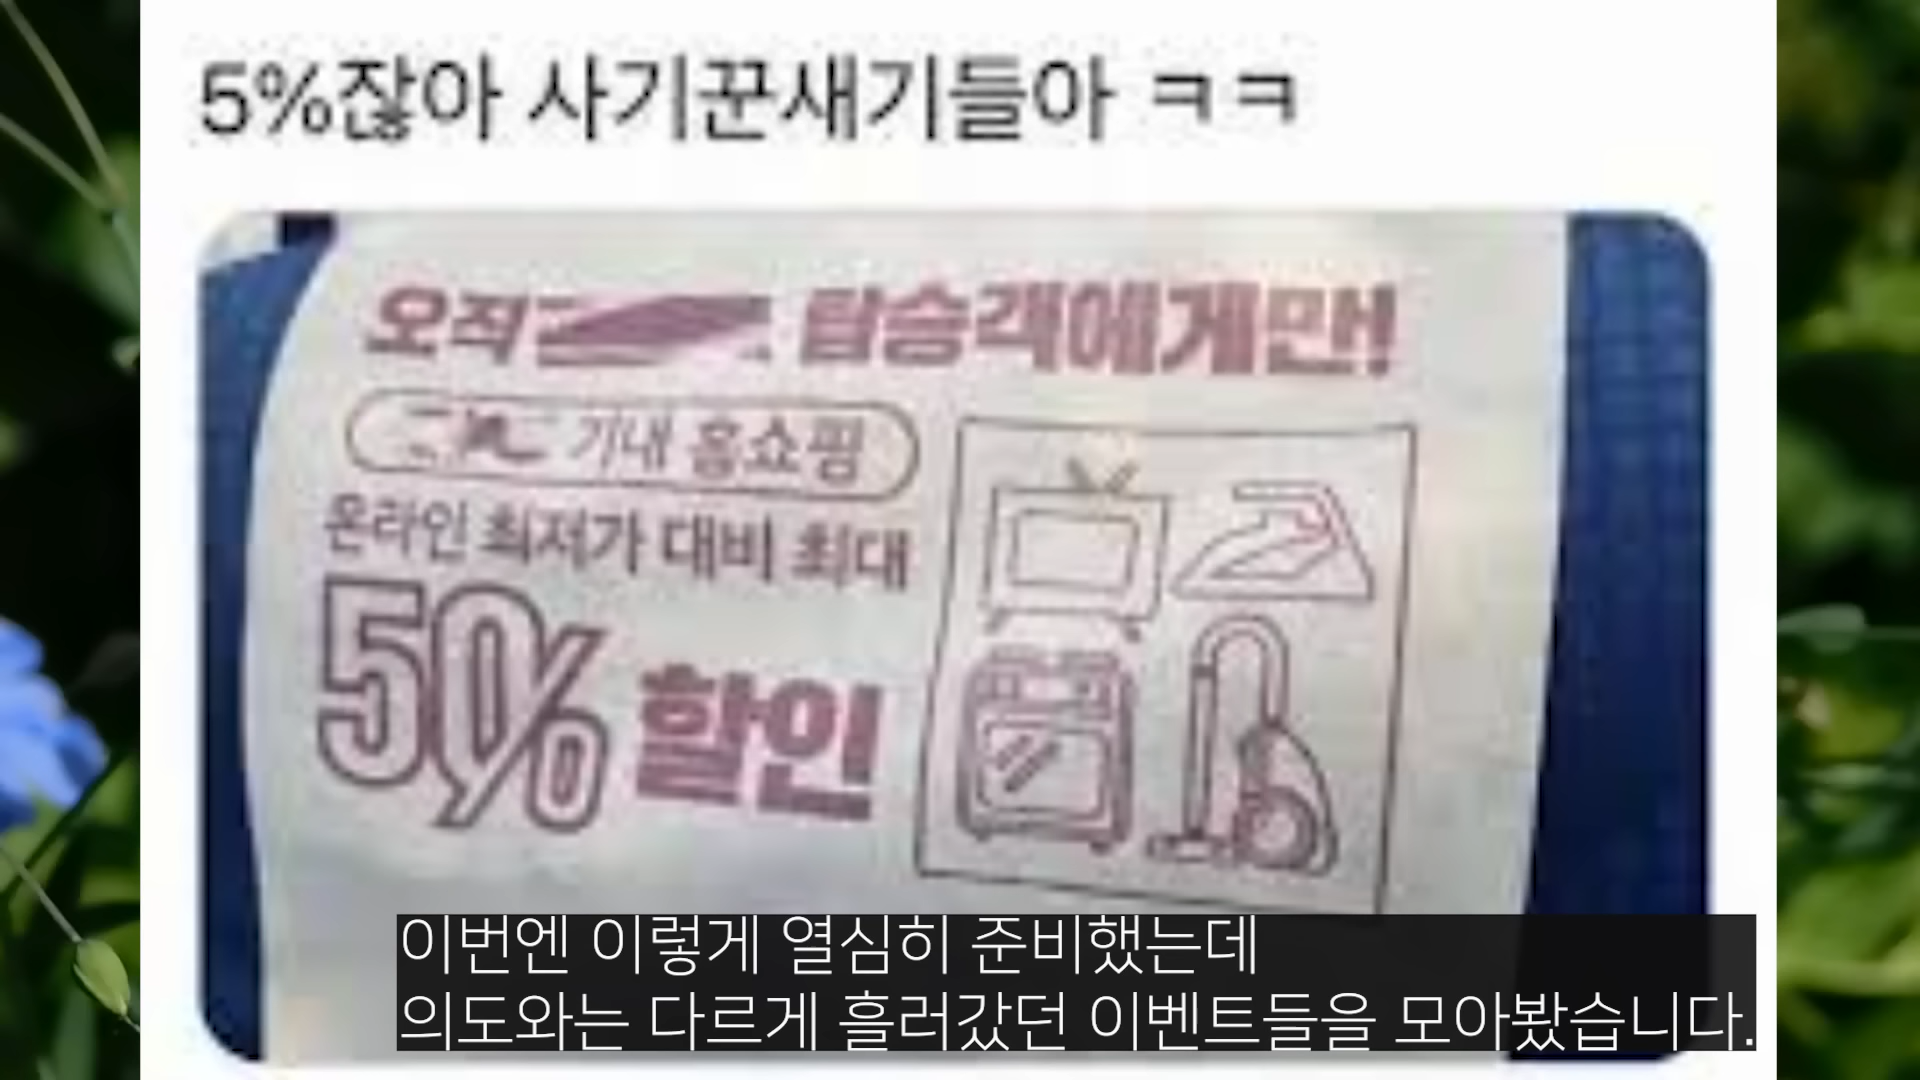 5%잖아 사기꾼새기들아 ㅋㅋ
오직 탑승객에게만!
기내 홈쇼핑
온라인 최저가 대비 최대
50% 할인
이번엔 이렇게 열심히 준비했는데
의도와는 다르게 흘러갔던 이벤트들을 모아봤습니다.